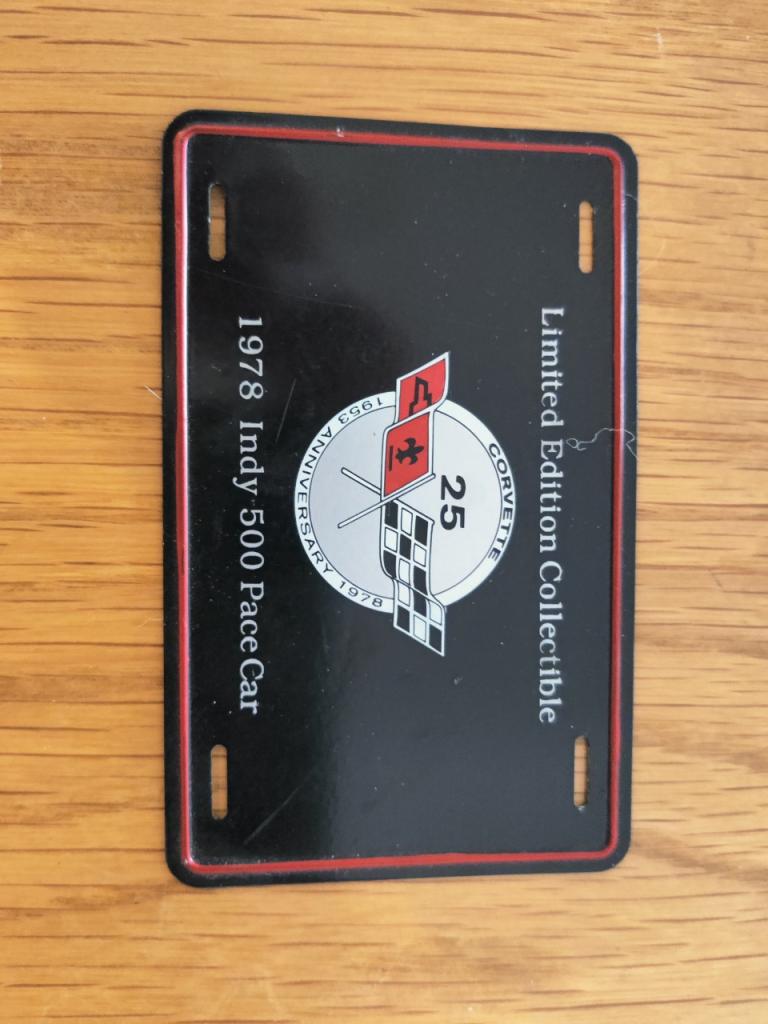 Limited Edition Collectible
CORVETTE
25
1953 ANNIVERSARY 1978
1978 Indy 500 Pace Car